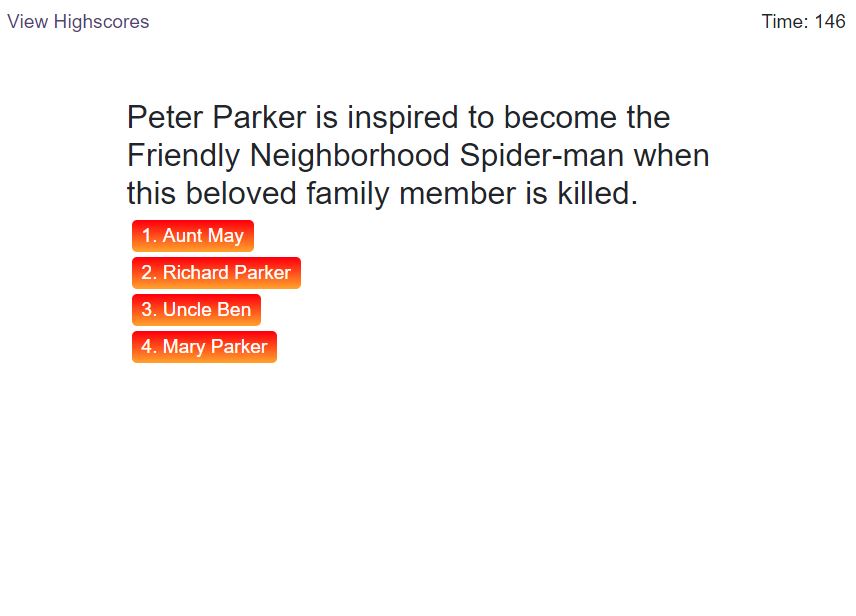 View Highscores
Time: 146
Peter Parker is inspired to become the
Friendly Neighborhood Spider-man when
this beloved family member is killed.
1. Aunt May
2. Richard Parker
3. Uncle Ben
4. Mary Parker